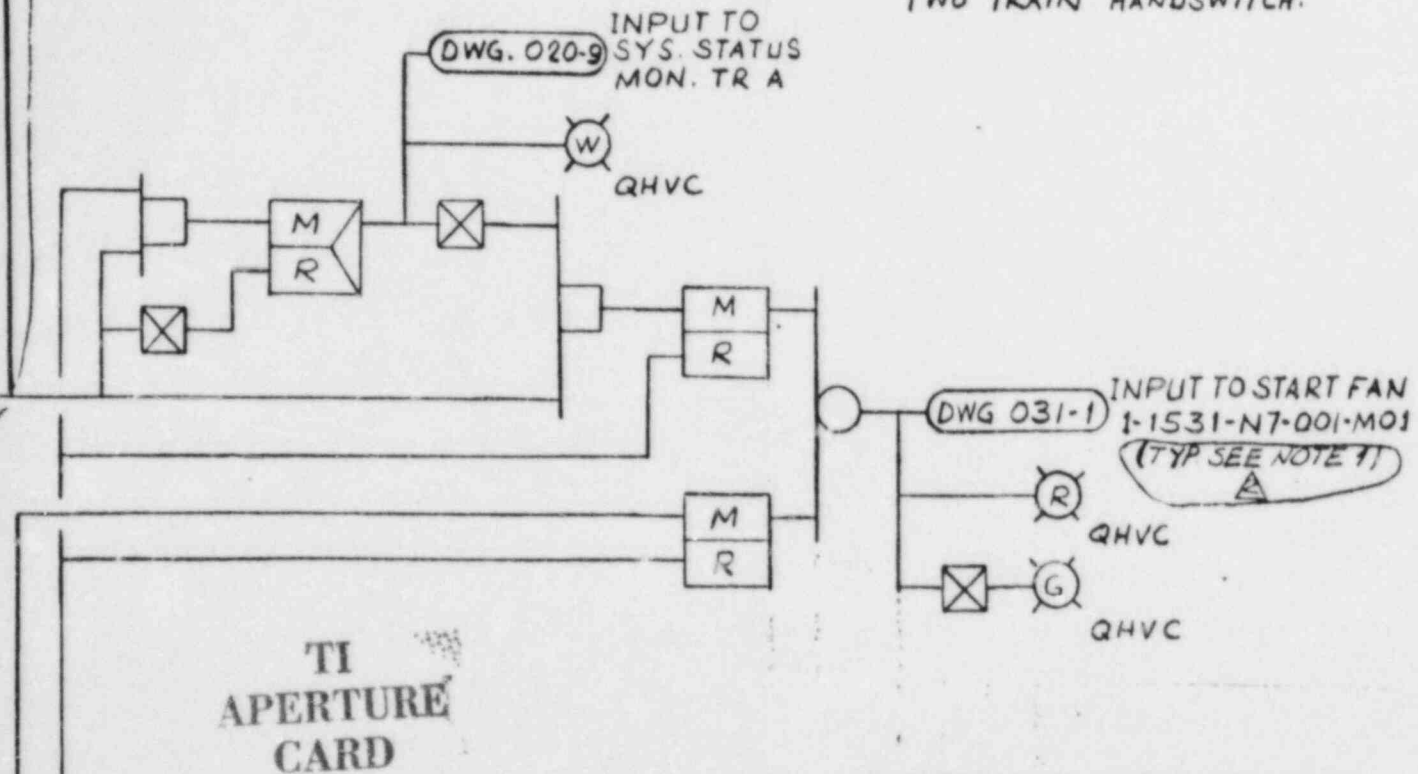 TWO TRAIN HANDSWITCH.
INPUT TO
SYS. STATUS
MON. TR A
DWG. 020-9
W
QHVC
M
R
M
R
DWG 031-1
INPUT TO START FAN
1-1531-N7-001-M01
(TYP SEE NOTE 1)
2
R
QHVC
M
R
G
QHVC
TI
APERTURE
CARD